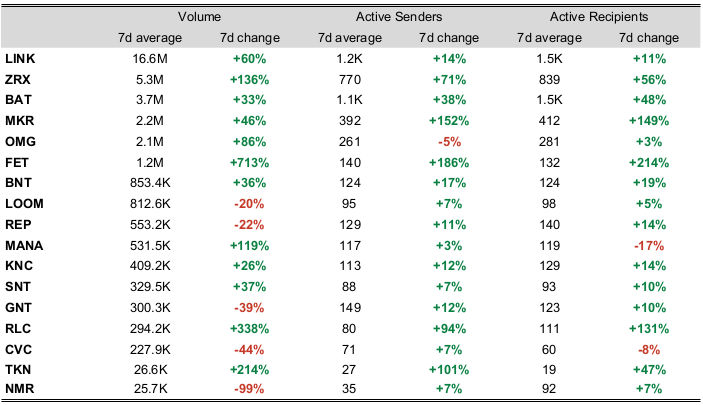 Volume Active Senders Active Recipients
7d average 7d change 7d average 7d change 7d average 7d change
LINK 16.6M +60% 1.2K +14% 1.5K +11%
ZRX 5.3M +136% 770 +71% 839 +56%
BAT 3.7M +33% 1.1K +38% 1.5K +48%
MKR 2.2M +46% 392 +152% 412 +149%
OMG 2.1M +86% 261 -5% 281 +3%
FET 1.2M +713% 140 +186% 132 +214%
BNT 853.4K +36% 124 +17% 124 +19%
LOOM 812.6K -20% 95 +7% 98 +5%
REP 553.2K -22% 129 +11% 140 +14%
MANA 531.5K +119% 117 +3% 119 -17%
KNC 409.2K +26% 113 +12% 129 +14%
SNT 329.5K +37% 88 +7% 93 +10%
GNT 300.3K -39% 149 +12% 123 +10%
RLC 294.2K +338% 80 +94% 111 +131%
CVC 227.9K -44% 71 +7% 60 -8%
TKN 26.6K +214% 27 +101% 19 +47%
NMR 25.7K -99% 35 +7% 92 +7%